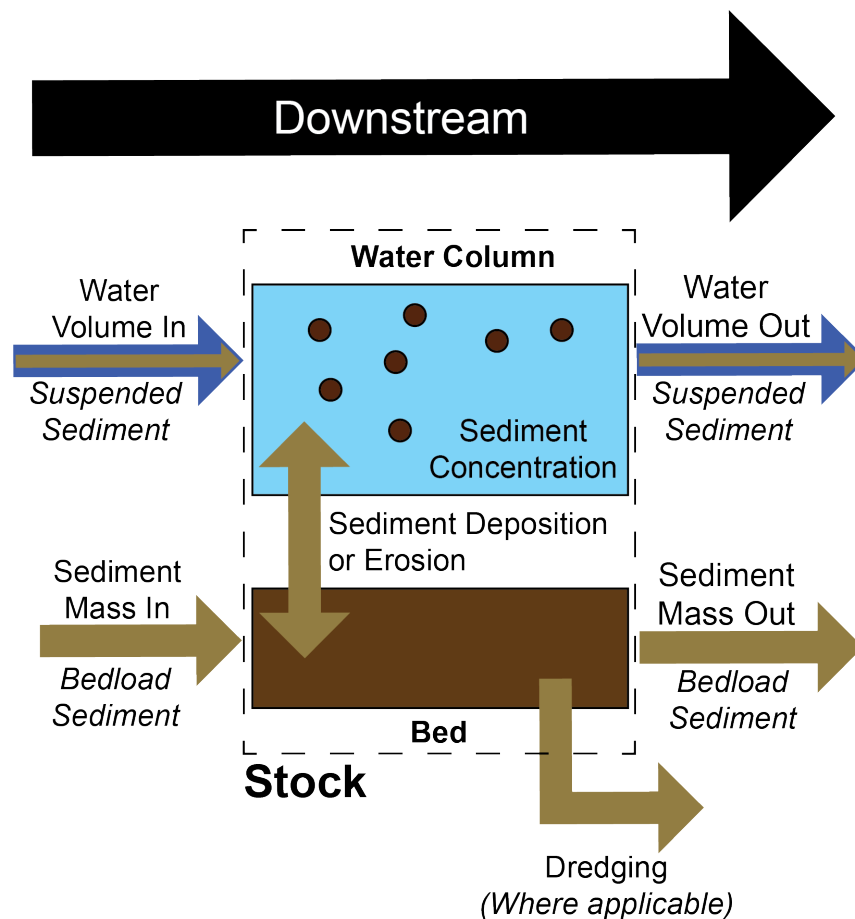 Downstream
Water Column
Water
Volume In
Suspended
Sediment
Sediment
Concentration
Water
Volume Out
Suspended
Sediment
Sediment Deposition
or Erosion
Sediment
Mass In
Bedload
Sediment
Sediment
Mass Out
Bedload
Sediment
Bed
Stock
Dredging
(Where applicable)